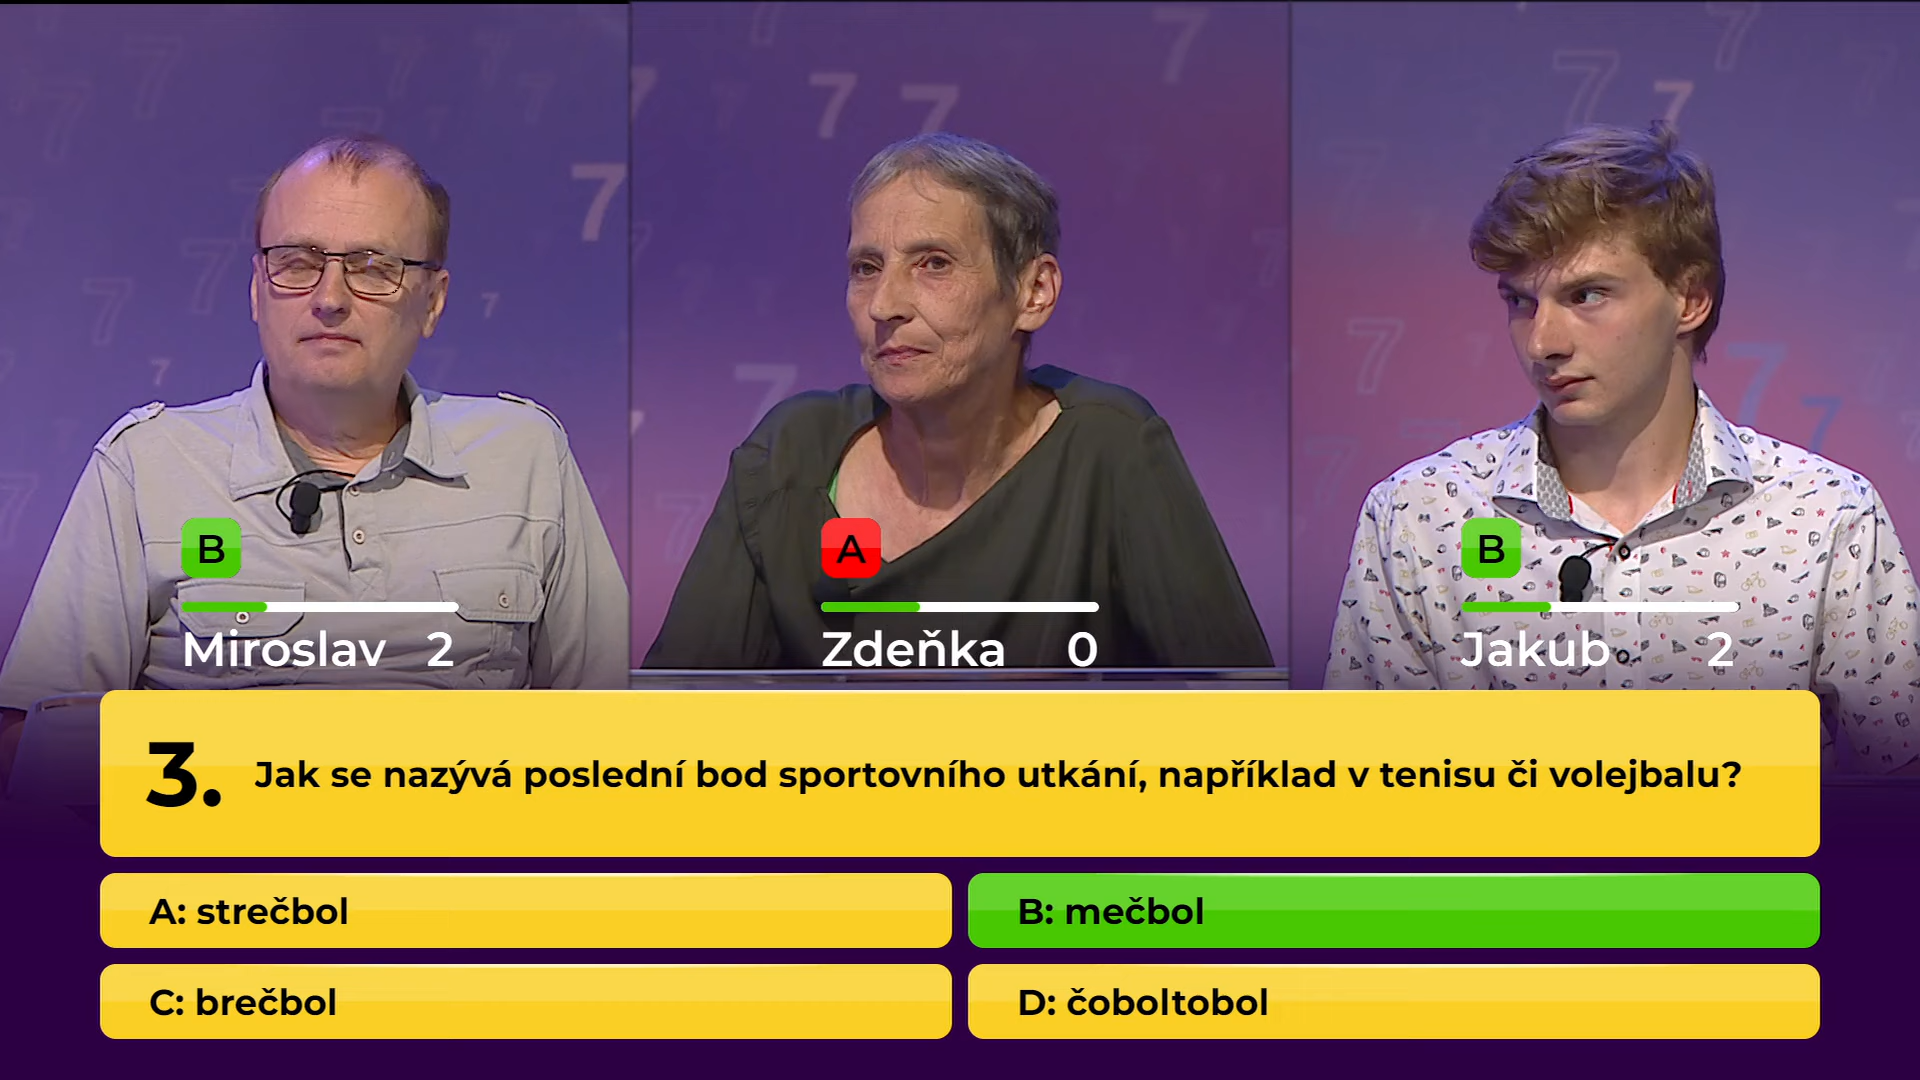 B
A
B
Miroslav 2
Zdeňka 0
Jakub 2
3. Jak se nazývá poslední bod sportovního utkání, například v tenisu či volejbalu?
A: strečbol
B: mečbol
C: brečbol
D: čoboltobol